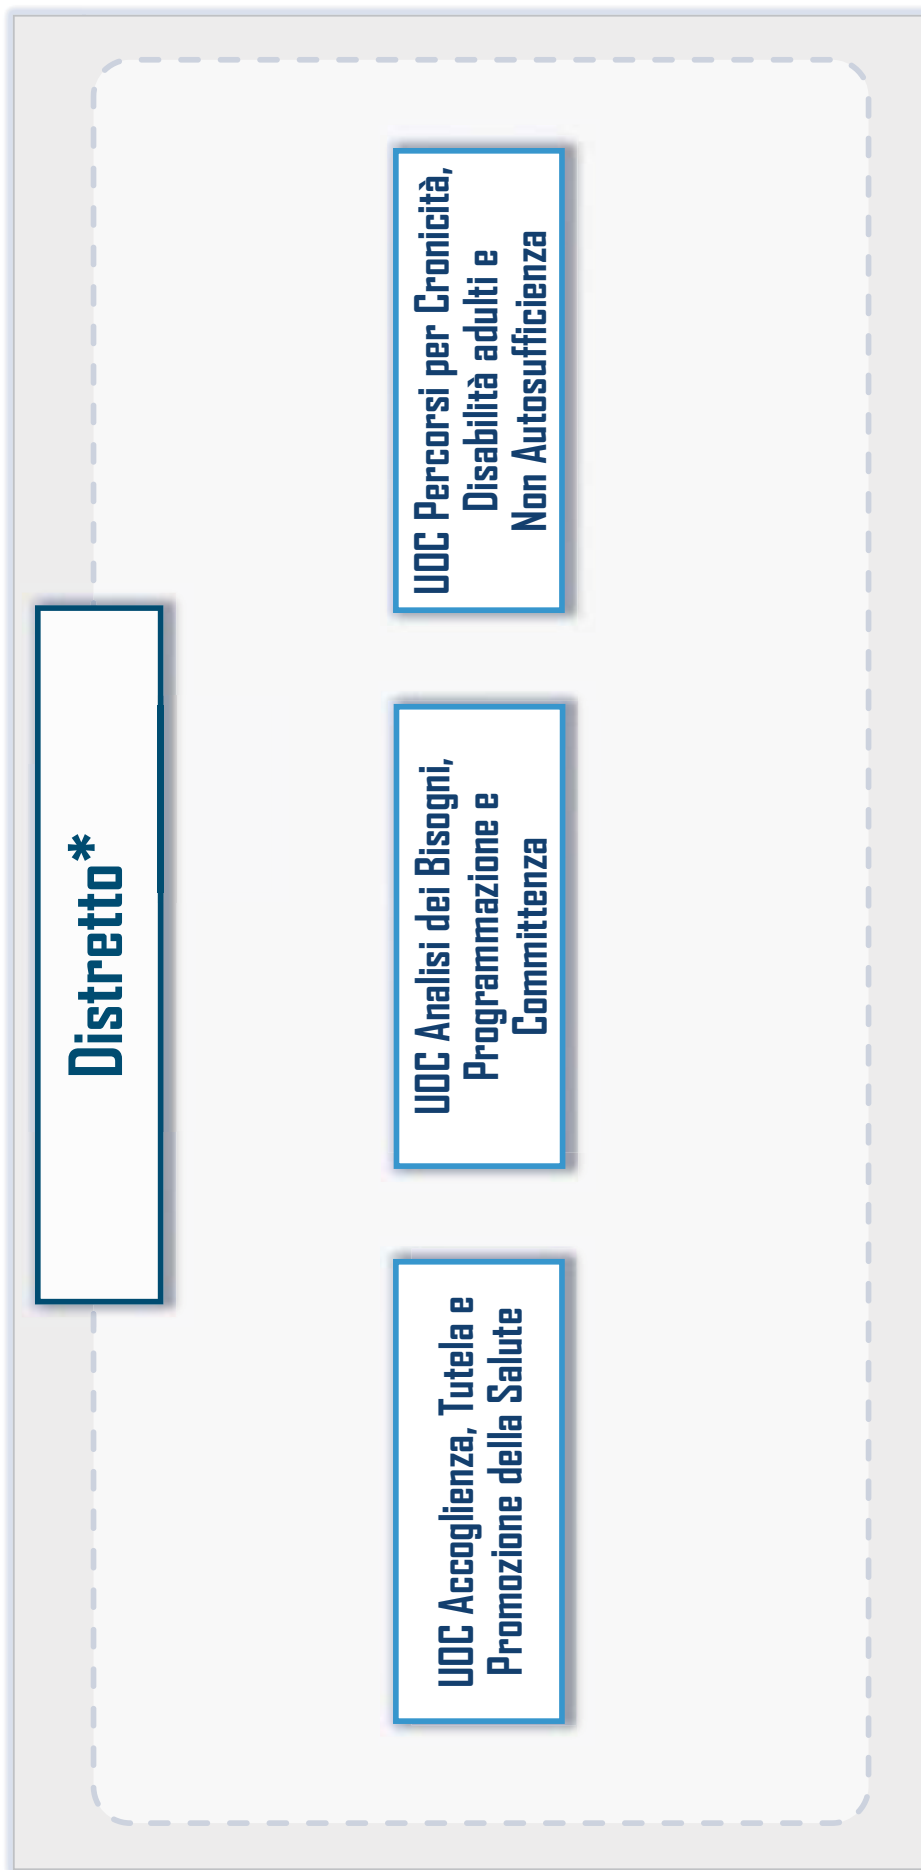 Distretto*
UOC Accoglienza, Tutela e
Promozione della Salute
UOC Analisi dei Bisogni,
Programmazione e
Committenza
UOC Percorsi per Cronicità,
Disabilità adulti e
Non Autosufficienza